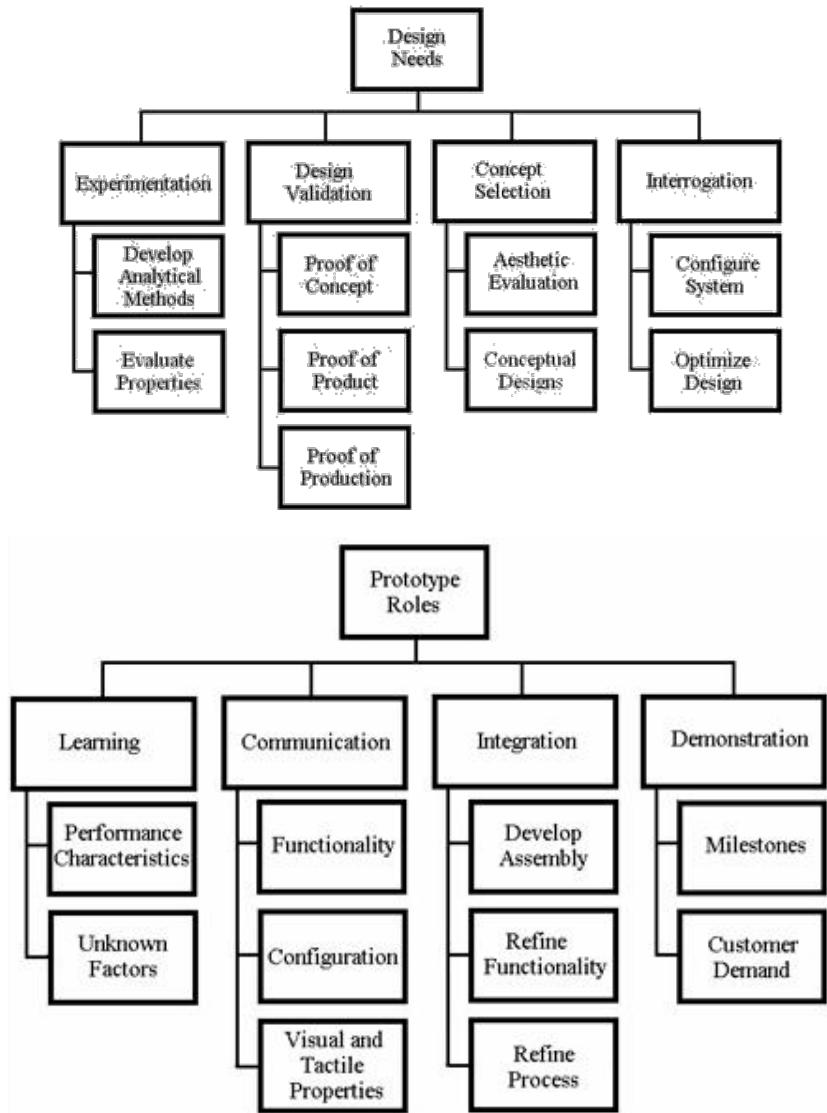 Design
Needs
Experimentation
Design
Validation
Concept
Selection
Interrogation
Develop
Analytical
Methods
Proof of
Concept
Aesthetic
Evaluation
Configure
System
Evaluate
Properties
Proof of
Product
Conceptual
Designs
Optimize
Design
Proof of
Production
Prototype
Roles
Learning
Communication
Integration
Demonstration
Performance
Characteristics
Functionality
Develop
Assembly
Milestones
Unknown
Factors
Configuration
Refine
Functionality
Customer
Demand
Visual and
Tactile
Properties
Refine
Process